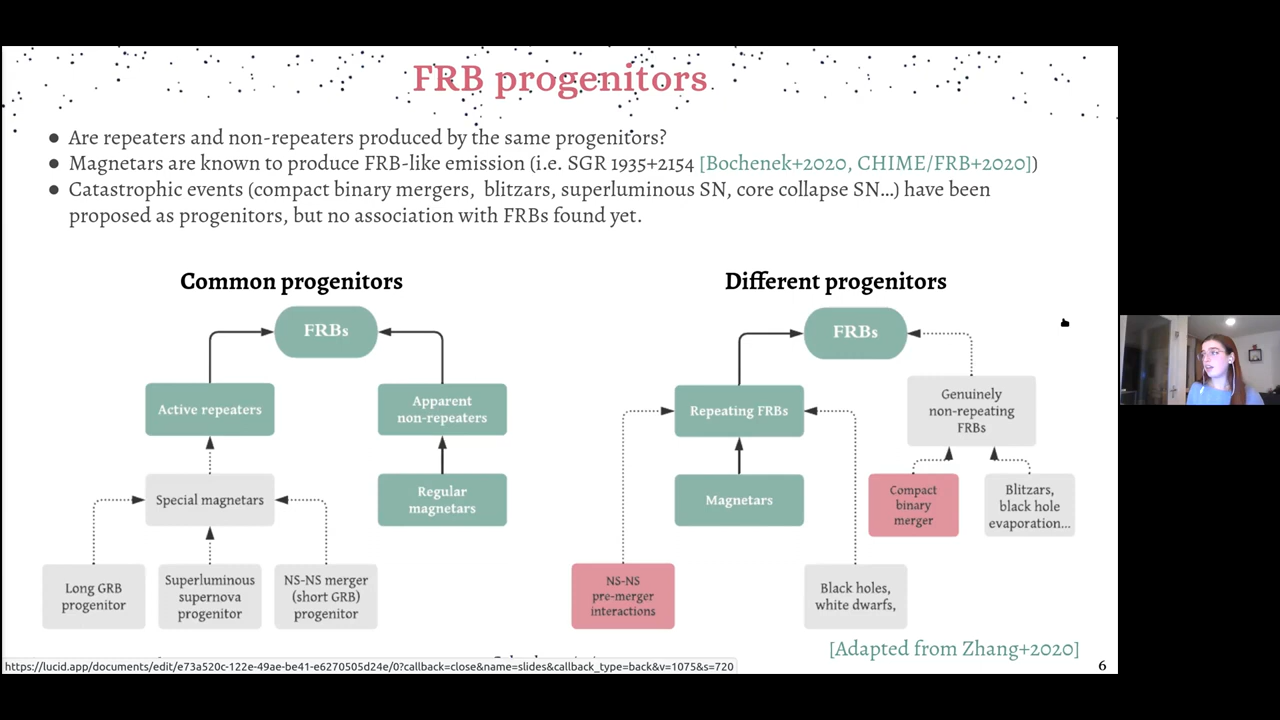 FRB progenitors
● Are repeaters and non-repeaters produced by the same progenitors?
● Magnetars are known to produce FRB-like emission (i.e. SGR 1935+2154 [Bochenek+2020, CHIME/FRB+2020])
● Catastrophic events (compact binary mergers, blitzars, superluminous SN, core collapse SN...) have been
proposed as progenitors, but no association with FRBs found yet.
Common progenitors
FRBs
Active repeaters
Apparent
non-repeaters
Special magnetars
Regular
magnetars
Long GRB
progenitor
Superluminous
supernova
progenitor
NS-NS merger
(short GRB)
progenitor
Different progenitors
FRBs
Repeating FRBs
Genuinely
non-repeating
FRBs
Magnetars
Compact
binary
merger
Blitzars,
black hole
evaporation...
NS-NS
pre-merger
interactions
Black holes,
white dwarfs,
[Adapted from Zhang+2020]
https://lucid.app/documents/edit/e73a520c-122e-49ae-be41-e6270505d24e/0?callback=close&name=slides&callback_type=back&v=1075&s=720
6